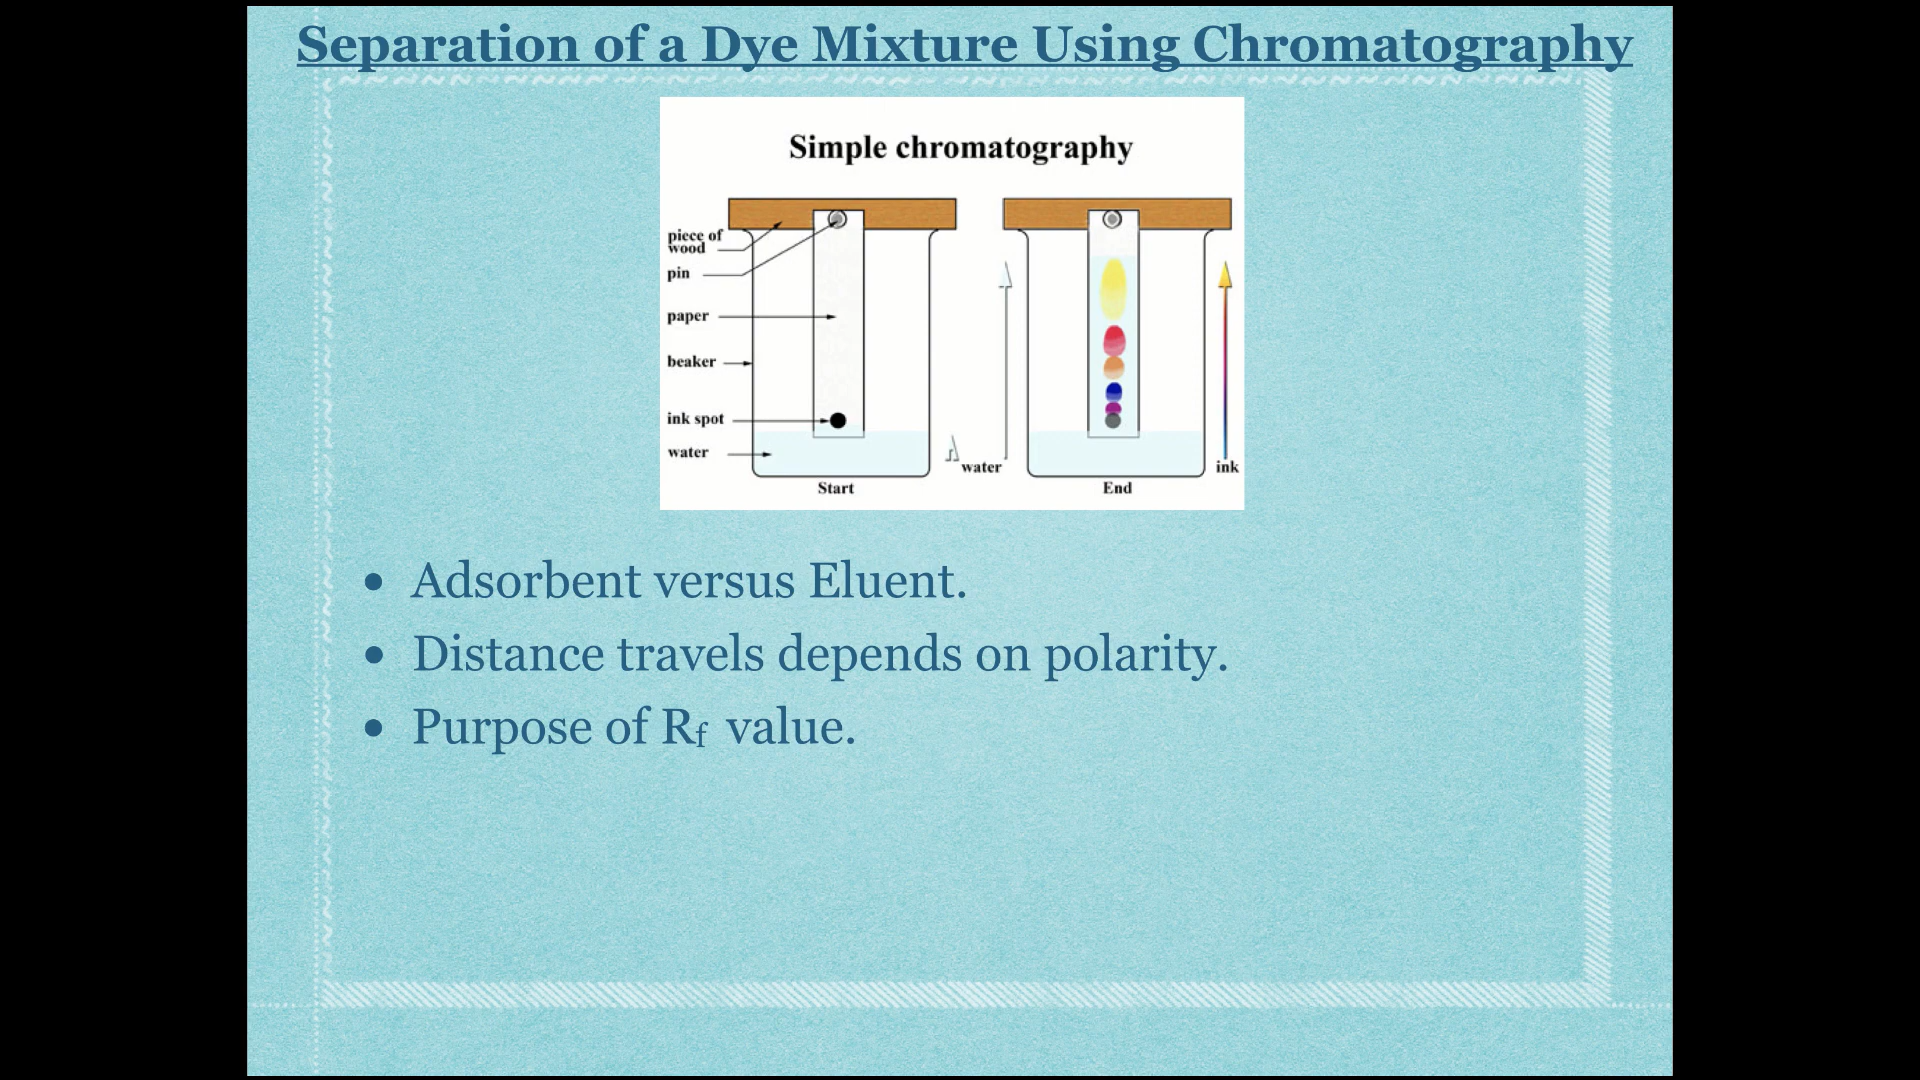 Separation of a Dye Mixture Using Chromatography
Simple chromatography
piece of
wood
pin
paper
beaker
ink spot
water
Start
water
End
ink
• Adsorbent versus Eluent.
• Distance travels depends on polarity.
• Purpose of Rf value.